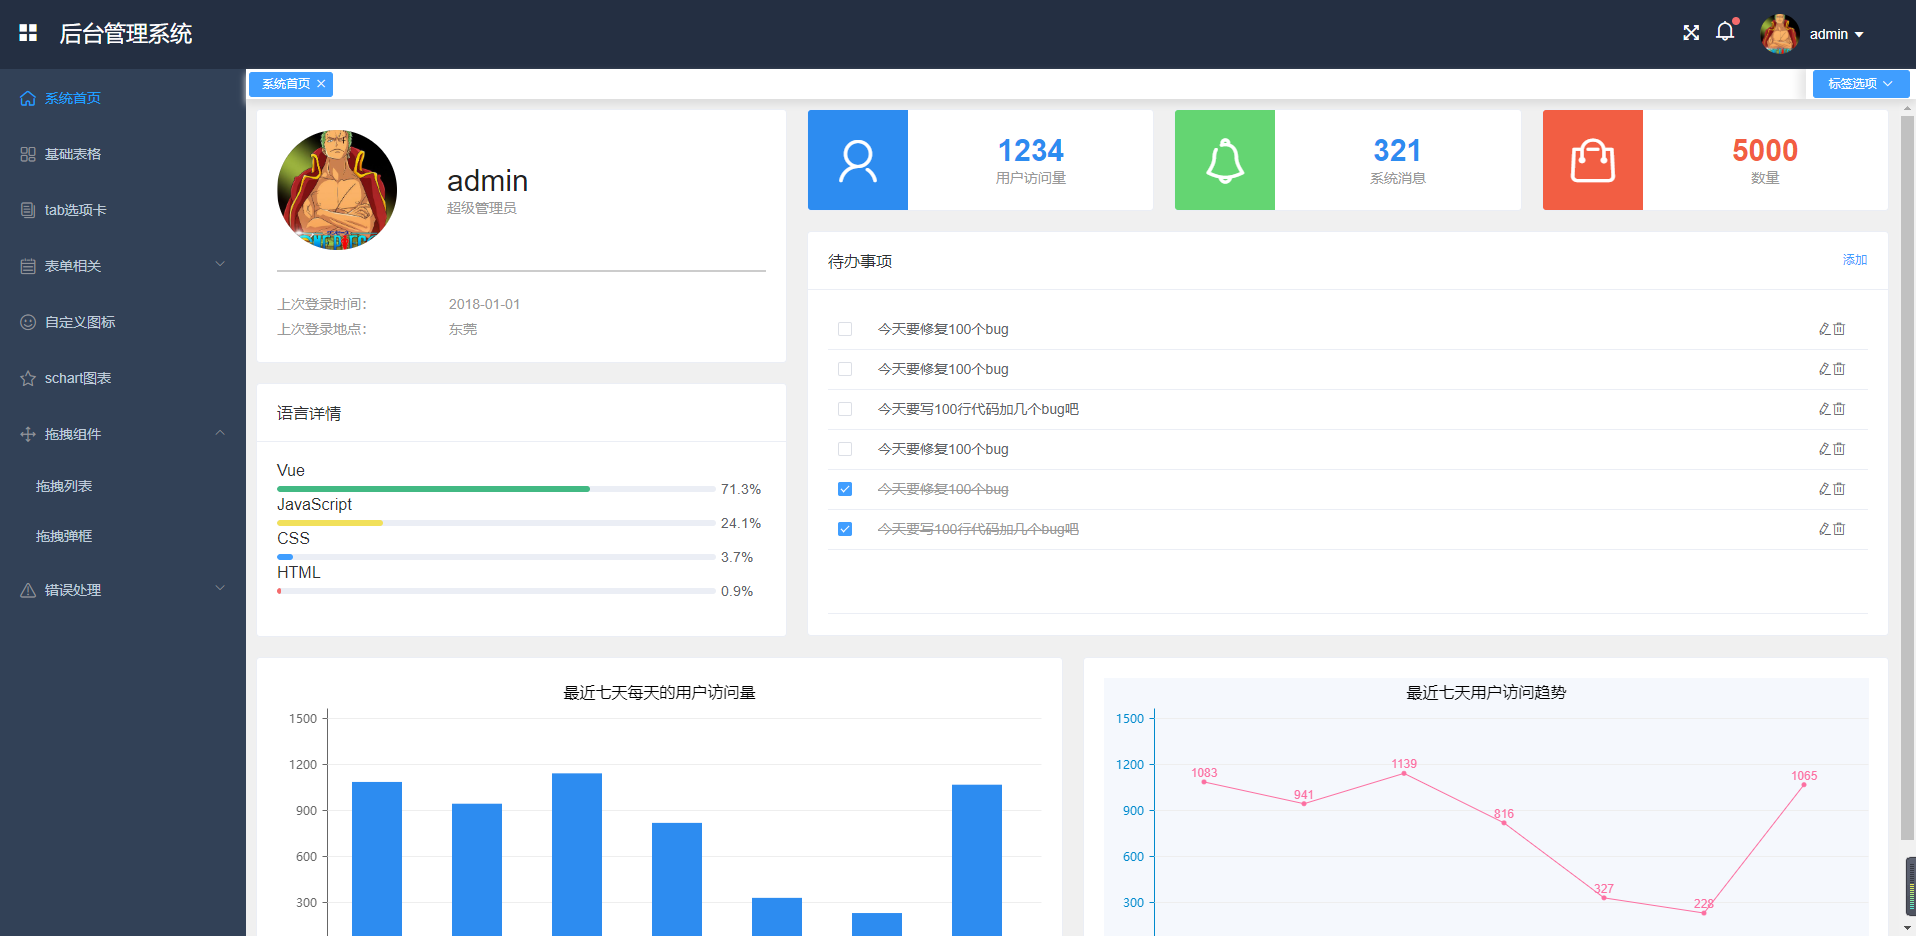 后台管理系统
admin
系统首页
基础表格
tab选项卡
表单相关
自定义图标
schart图表
拖拽组件
拖拽列表
拖拽弹框
错误处理
系统首页
标签选项
admin
超级管理员
上次登录时间： 2018-01-01
上次登录地点： 东莞
语言详情
Vue
71.3%
JavaScript
24.1%
CSS
3.7%
HTML
0.9%
1234
用户访问量
321
系统消息
5000
数量
待办事项 添加
今天要修复100个bug
今天要修复100个bug
今天要写100行代码加几个bug吧
今天要修复100个bug
今天要修复100个bug
今天要写100行代码加几个bug吧
最近七天每天的用户访问量
1500
1200
900
600
300
最近七天用户访问趋势
1500
1200
900
600
300
1083
941
1139
816
327
228
1065